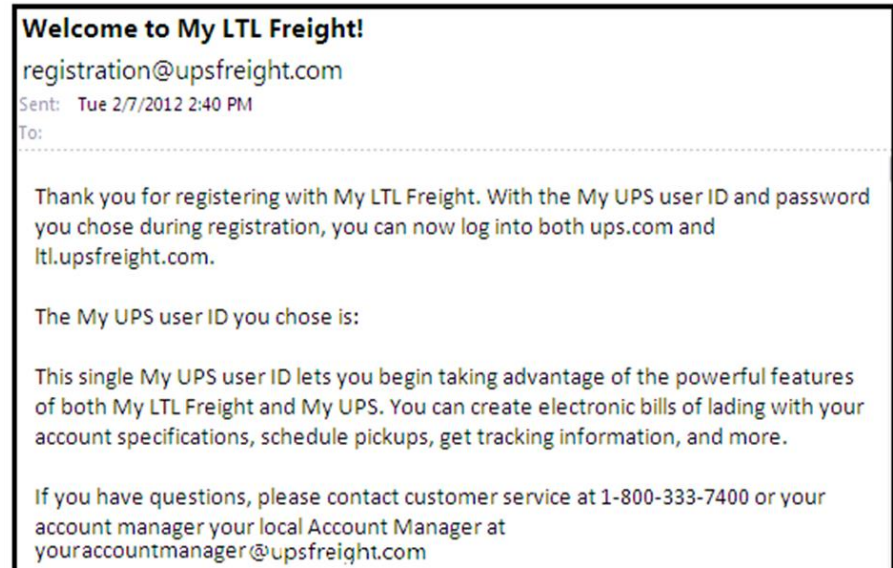 Welcome to My LTL Freight!
registration@upsfreight.com
Sent: Tue 2/7/2012 2:40 PM
To:
Thank you for registering with My LTL Freight. With the My UPS user ID and password
you chose during registration, you can now log into both ups.com and
ltl.upsfreight.com.
The My UPS user ID you chose is:
This single My UPS user ID lets you begin taking advantage of the powerful features
of both My LTL Freight and My UPS. You can create electronic bills of lading with your
account specifications, schedule pickups, get tracking information, and more.
If you have questions, please contact customer service at 1-800-333-7400 or your
account manager your local Account Manager at
youraccountmanager@upsfreight.com